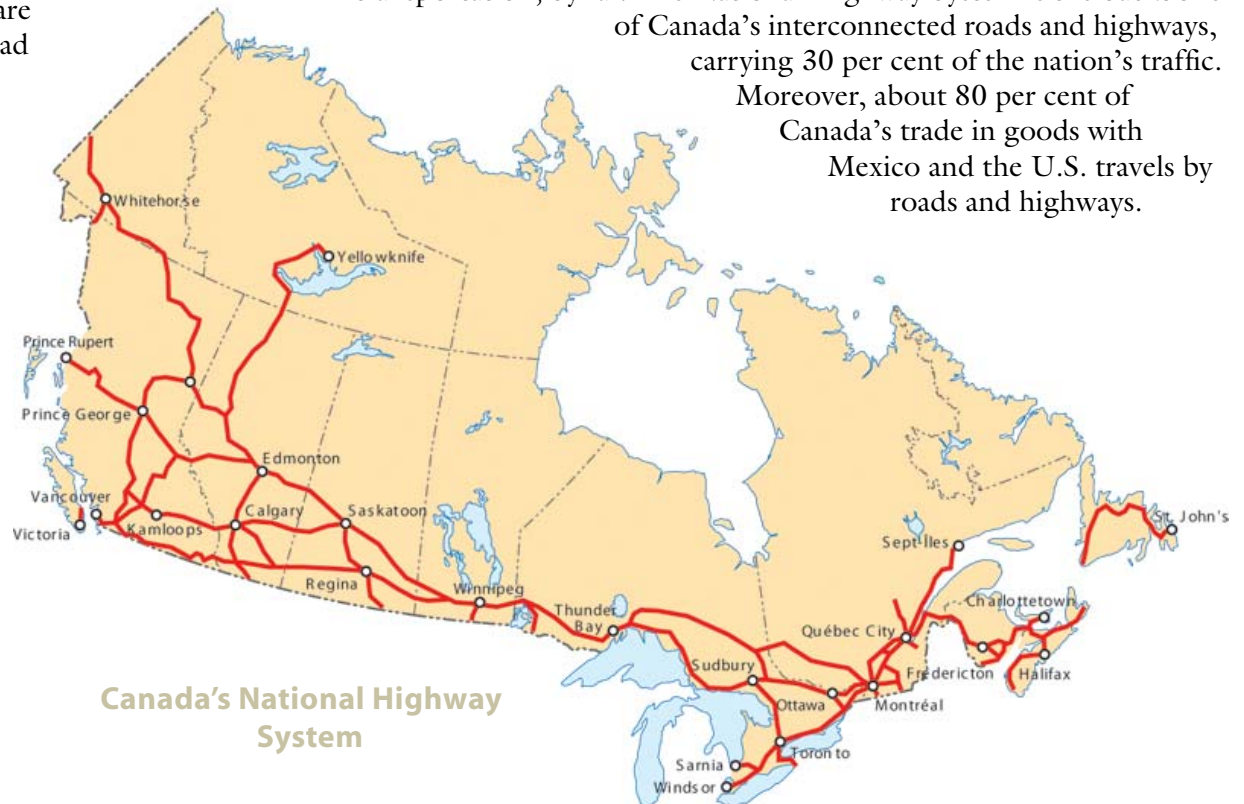 are
ad
of Canada’s interconnected roads and highways,
carrying 30 per cent of the nation’s traffic.
Moreover, about 80 per cent of
Canada’s trade in goods with
Mexico and the U.S. travels by
roads and highways.
Whitehorse
Yellowknife
Prince Rupert
Prince George
Edmonton
Vancouver
Calgary
Saskatoon
Victoria
Kamloops
St. John's
Sept-Iles
Regina
Winnipeg
Thunder
Bay
Charlottetown
Québec City
Sudbury
Fredericton
Halifax
Ottawa
Montréal
Toronto
Sarnia
Windsor
Canada’s National Highway
System